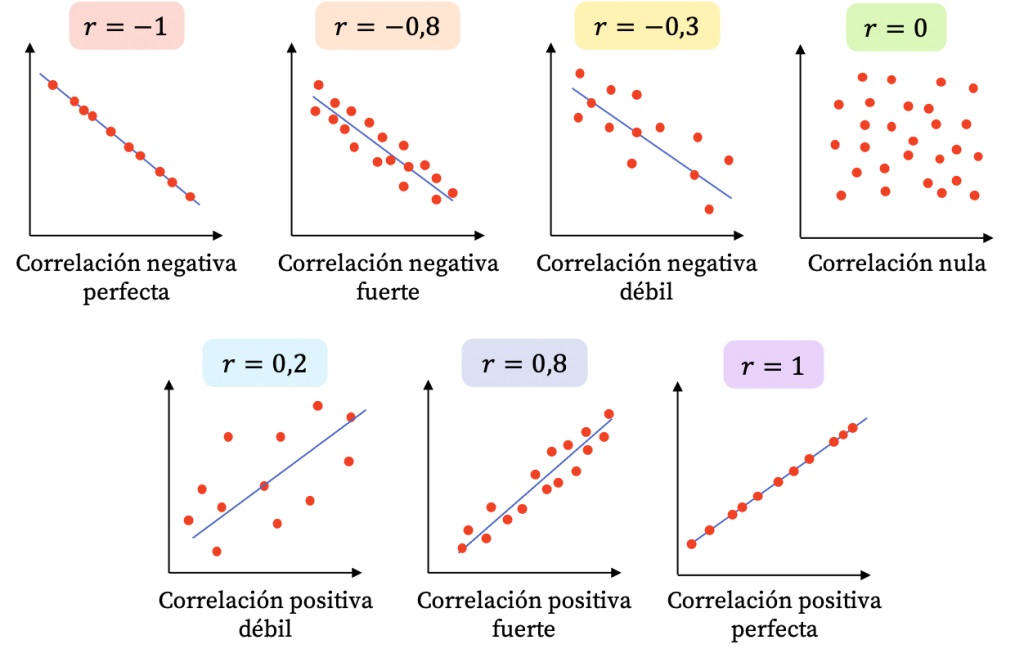 r = −1
r = −0,8
r = −0,3
r = 0
Correlación negativa
perfecta
Correlación negativa
fuerte
Correlación negativa
débil
Correlación nula
r = 0,2
r = 0,8
r = 1
Correlación positiva
débil
Correlación positiva
fuerte
Correlación positiva
perfecta